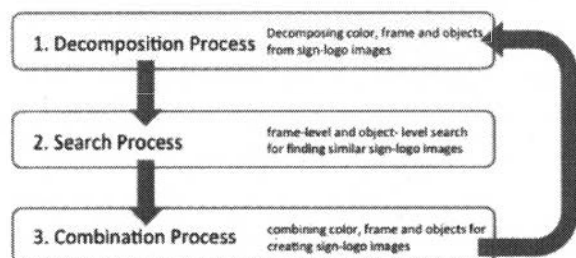 1. Decomposition Process
Decomposing color, frame and objects
from sign-logo images
2. Search Process
frame-level and object- level search
for finding similar sign-logo images
3. Combination Process
combining color, frame and objects for
creating sign-logo images